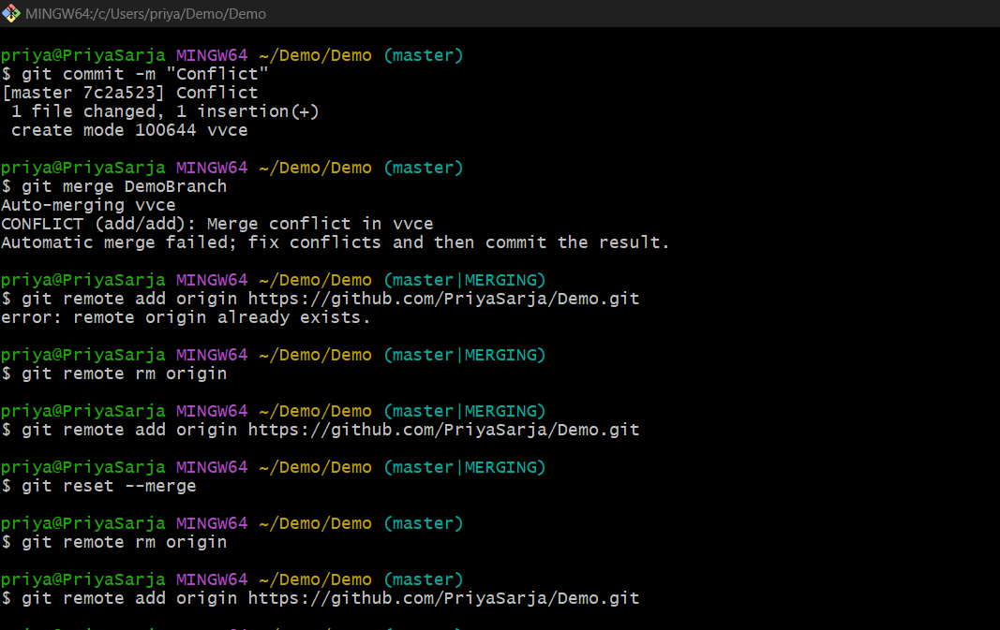 MINGW64:/c/Users/priya/Demo/Demo
priya@PriyaSarja MINGW64 ~/Demo/Demo (master)
$ git commit -m "Conflict"
[master 7c2a523] Conflict
 1 file changed, 1 insertion(+)
 create mode 100644 vvce
priya@PriyaSarja MINGW64 ~/Demo/Demo (master)
$ git merge DemoBranch
Auto-merging vvce
CONFLICT (add/add): Merge conflict in vvce
Automatic merge failed; fix conflicts and then commit the result.
priya@PriyaSarja MINGW64 ~/Demo/Demo (master|MERGING)
$ git remote add origin https://github.com/PriyaSarja/Demo.git
error: remote origin already exists.
priya@PriyaSarja MINGW64 ~/Demo/Demo (master|MERGING)
$ git remote rm origin
priya@PriyaSarja MINGW64 ~/Demo/Demo (master|MERGING)
$ git remote add origin https://github.com/PriyaSarja/Demo.git
priya@PriyaSarja MINGW64 ~/Demo/Demo (master|MERGING)
$ git reset --merge
priya@PriyaSarja MINGW64 ~/Demo/Demo (master)
$ git remote rm origin
priya@PriyaSarja MINGW64 ~/Demo/Demo (master)
$ git remote add origin https://github.com/PriyaSarja/Demo.git